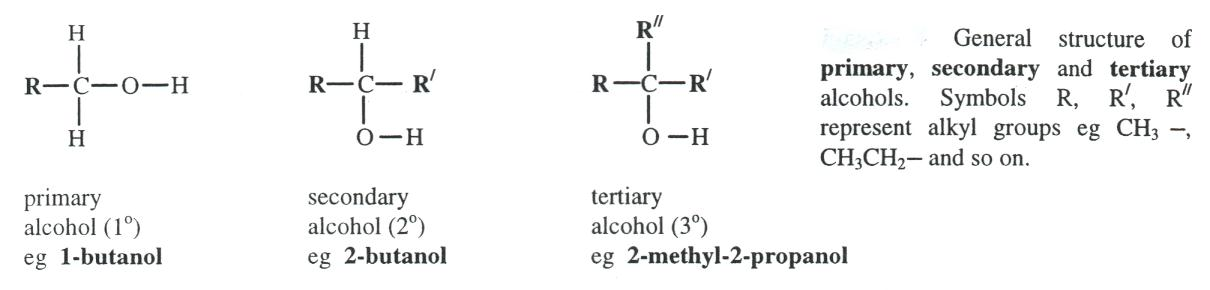 H
R—C—O—H
H
primary
alcohol (1°)
eg 1-butanol
H
R—C—R′
O—H
secondary
alcohol (2°)
eg 2-butanol
R″
R—C—R′
O—H
tertiary
alcohol (3°)
eg 2-methyl-2-propanol
General structure of
primary, secondary and tertiary
alcohols. Symbols R, R′, R″
represent alkyl groups eg CH₃ –,
CH₃CH₂– and so on.